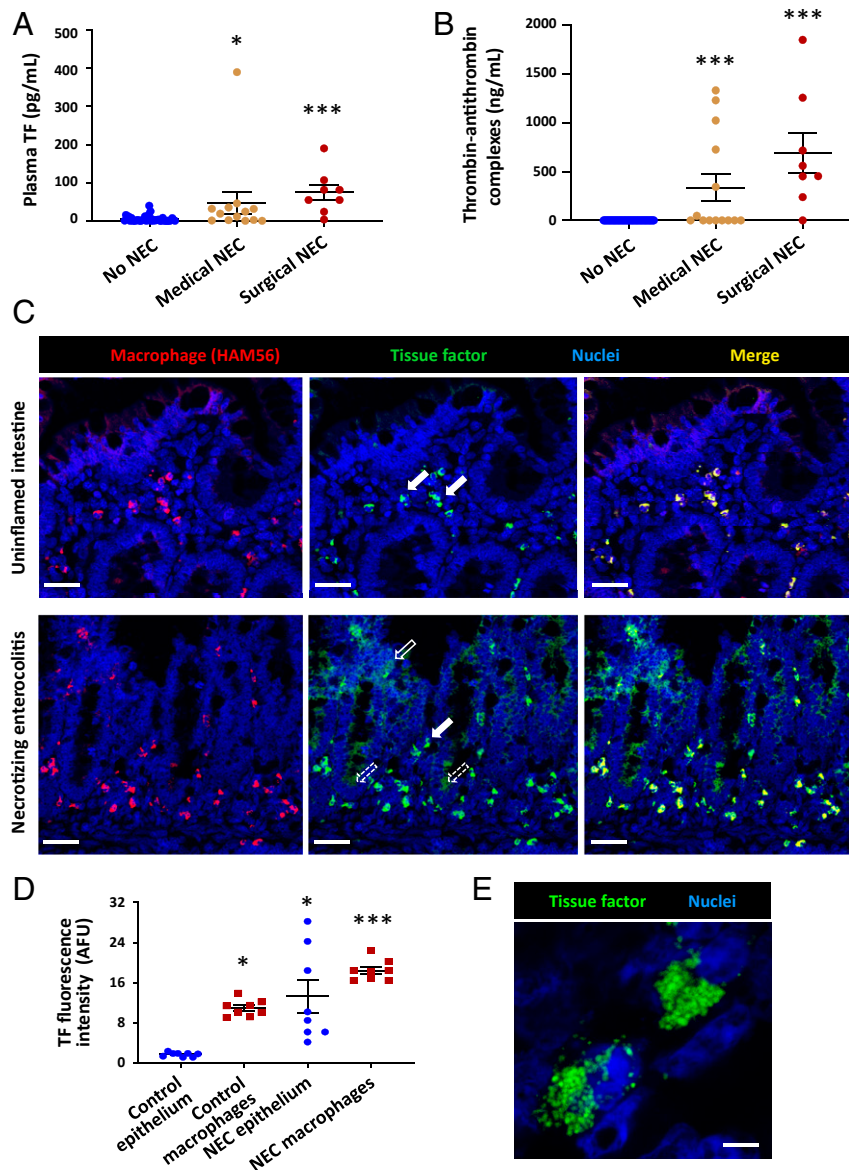 A
Plasma TF (pg/mL)
500
400
300
200
100
0
*
***
No NEC
Medical NEC
Surgical NEC
B
Thrombin-antithrombin
complexes (ng/mL)
2000
1500
1000
500
0
***
***
No NEC
Medical NEC
Surgical NEC
C
Macrophage (HAM56) Tissue factor Nuclei Merge
Uninflamed intestine
Necrotizing enterocolitis
D
TF fluorescence
intensity (AFU)
32
24
16
8
0
*
*
***
Control
epithelium
Control
macrophages
NEC epithelium
NEC macrophages
E
Tissue factor Nuclei